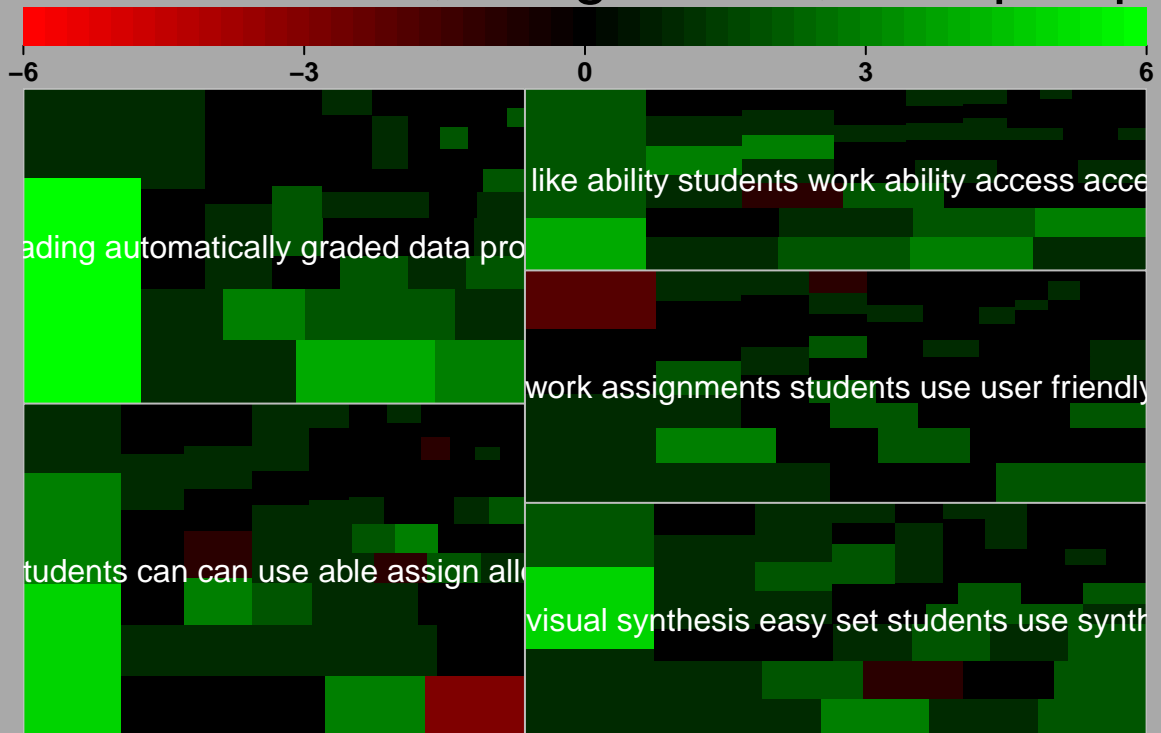 −6 −3 0 3 6
like ability students work ability access acce
ading automatically graded data pro
work assignments students use user friendly
tudents can can use able assign all
visual synthesis easy set students use synth